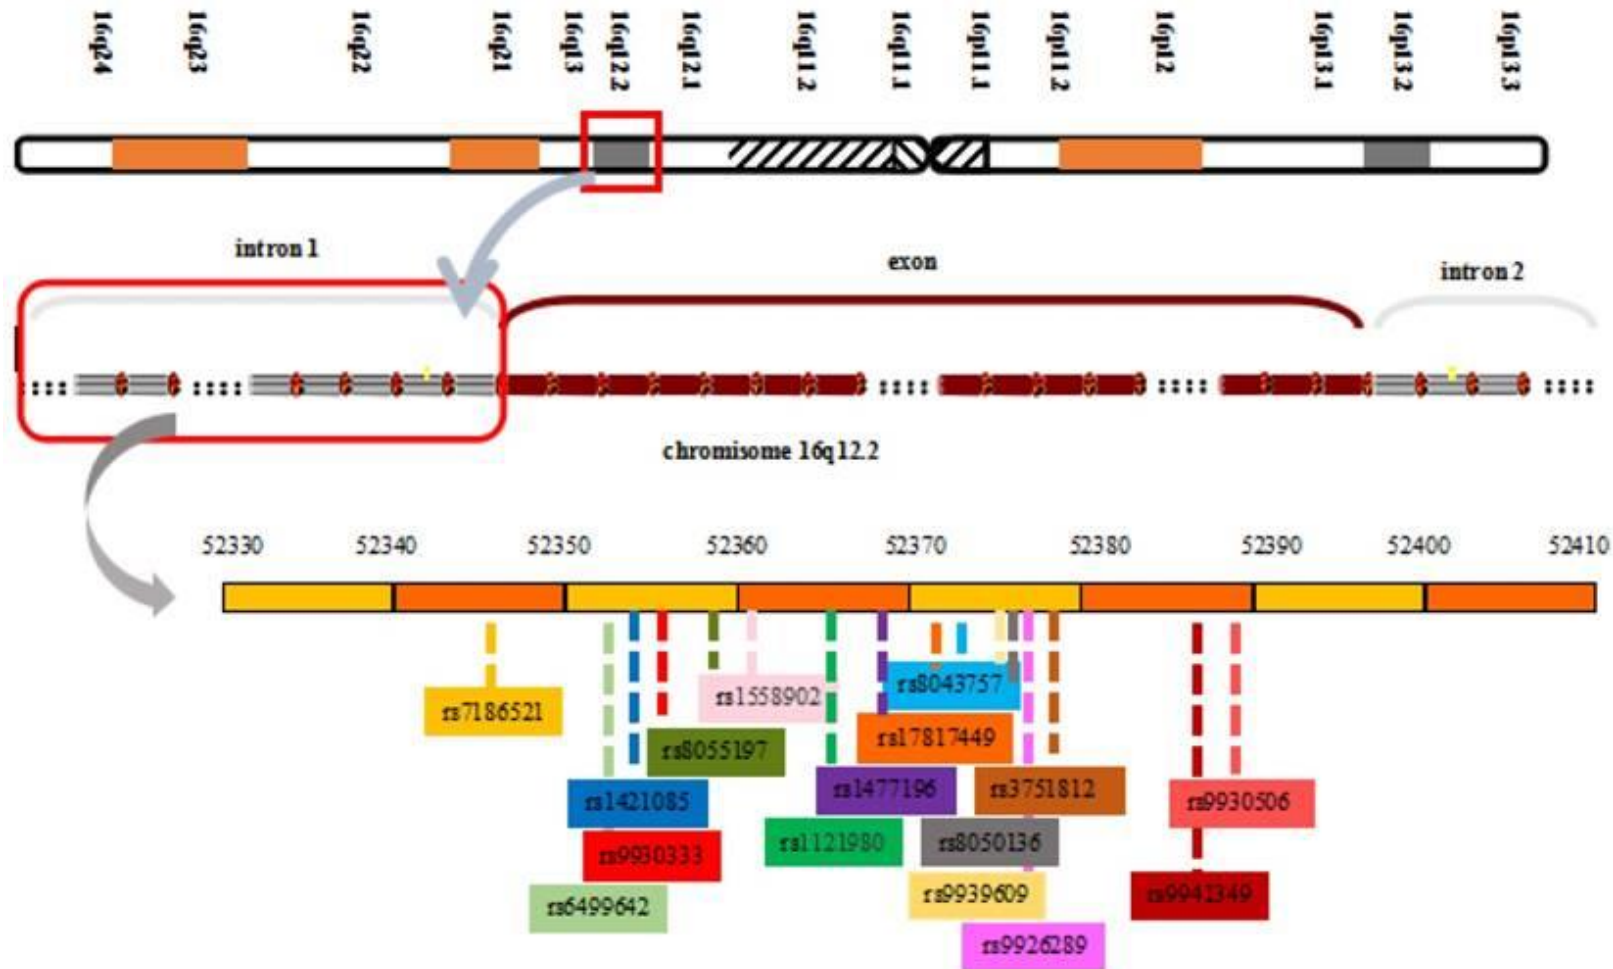 16q24 16q23 16q22 16q21 16q13 16q12.2 16q12.1 16q11.2 16q11.1 16p11.1 16p11.2 16p12 16p13.1 16p13.2 16p13.3
intron 1
exon
intron 2
chromisome 16q12.2
52330 52340 52350 52360 52370 52380 52390 52400 52410
rs8043757
rs1558902
rs7186521
rs17817449
rs8055197
rs1477196
rs3751812
rs1421085
rs9930506
rs1121980
rs8050136
rs9930333
rs9939609
rs9941349
rs6499642
rs9926289